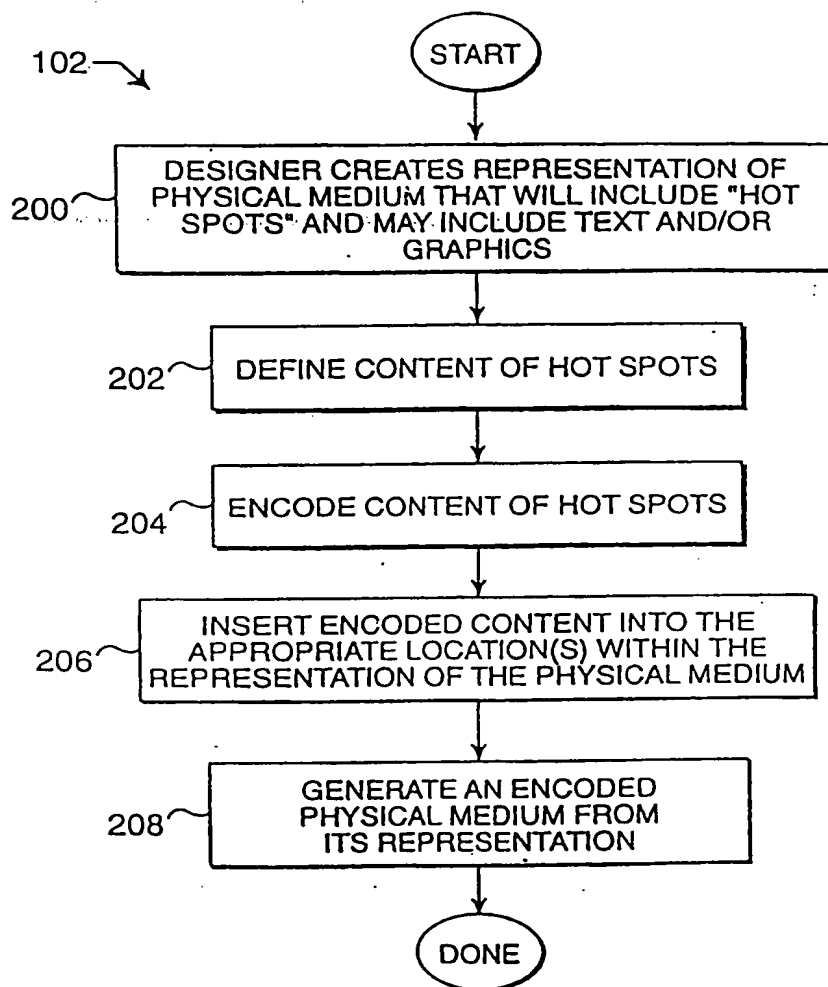 START
102
DESIGNER CREATES REPRESENTATION OF
PHYSICAL MEDIUM THAT WILL INCLUDE "HOT
SPOTS" AND MAY INCLUDE TEXT AND/OR
GRAPHICS
200
DEFINE CONTENT OF HOT SPOTS
202
ENCODE CONTENT OF HOT SPOTS
204
INSERT ENCODED CONTENT INTO THE
APPROPRIATE LOCATION(S) WITHIN THE
REPRESENTATION OF THE PHYSICAL MEDIUM
206
GENERATE AN ENCODED
PHYSICAL MEDIUM FROM
ITS REPRESENTATION
208
DONE